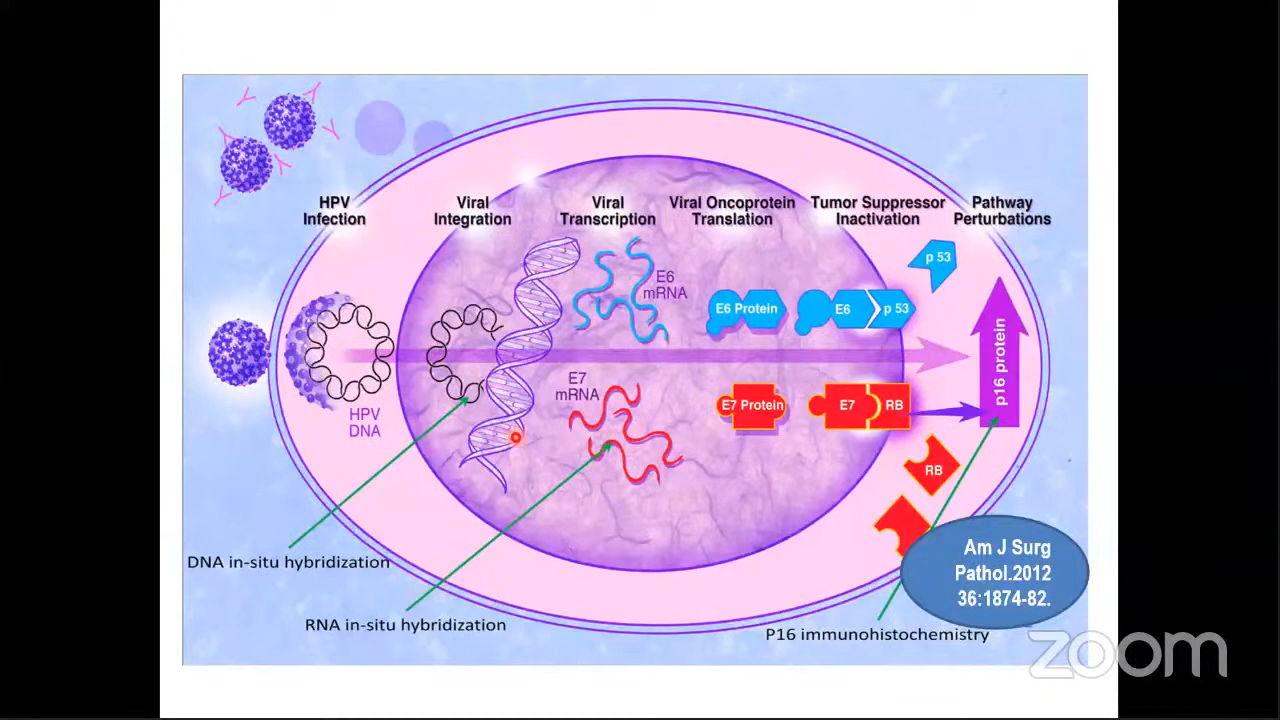 HPV
Infection
Viral
Integration
Viral
Transcription
Viral Oncoprotein
Translation
Tumor Suppressor
Inactivation
Pathway
Perturbations
HPV
DNA
E6
mRNA
E7
mRNA
E6 Protein
E6
p 53
p 53
E7 Protein
E7
RB
RB
p16 protein
DNA in-situ hybridization
RNA in-situ hybridization
P16 immunohistochemistry
Am J Surg
Pathol.2012
36:1874-82.
zoom